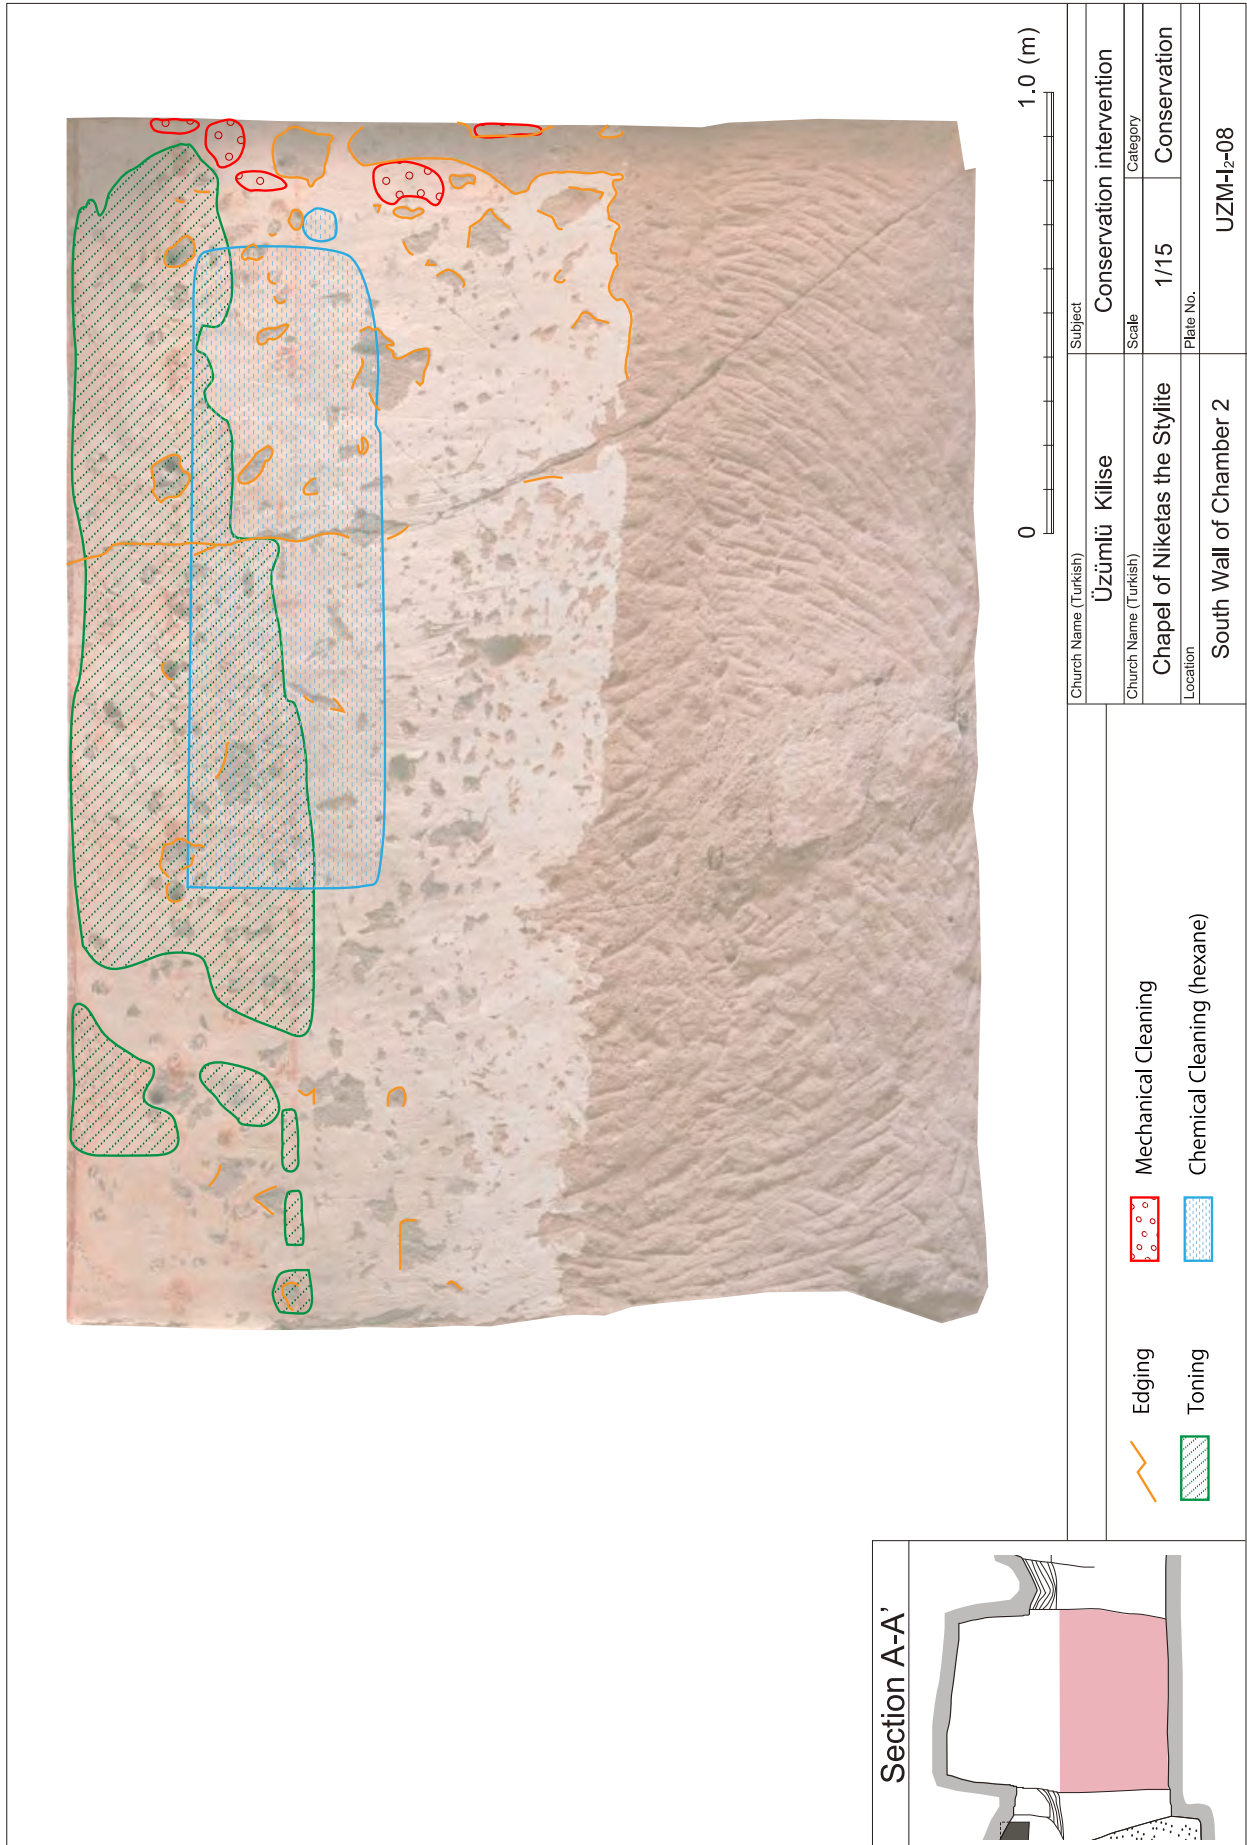 0
1.0 (m)
Section A-A'
Edging
Mechanical Cleaning
Toning
Chemical Cleaning (hexane)
Church Name (Turkish)
Üzümlü Kilise
Church Name (Turkish)
Chapel of Niketas the Stylite
Location
South Wall of Chamber 2
Subject
Conservation intervention
Scale
1/15
Category
Conservation
Plate No.
UZM-I2-08